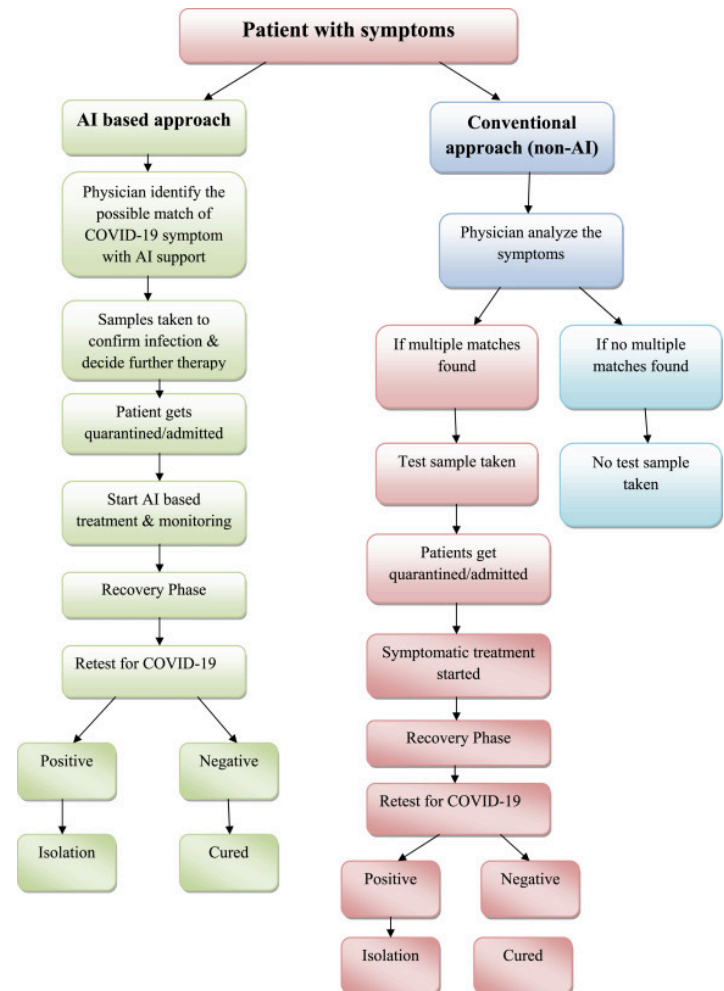 Patient with symptoms
AI based approach
Physician identify the
possible match of
COVID-19 symptom
with AI support
Samples taken to
confirm infection &
decide further therapy
Patient gets
quarantined/admitted
Start AI based
treatment & monitoring
Recovery Phase
Retest for COVID-19
Positive
Negative
Isolation
Cured
Conventional
approach (non-AI)
Physician analyze the
symptoms
If multiple matches
found
If no multiple
matches found
Test sample taken
No test sample
taken
Patients get
quarantined/admitted
Symptomatic treatment
started
Recovery Phase
Retest for COVID-19
Positive
Negative
Isolation
Cured